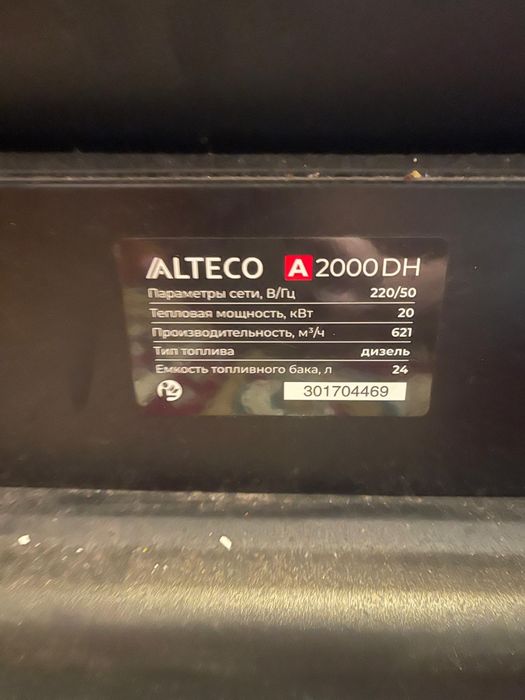 ALTECO A 2000DH
Параметры сети, В/Гц 220/50
Тепловая мощность, кВт 20
Производительность, м³/ч 621
Тип топлива дизель
Емкость топливного бака, л 24
301704469